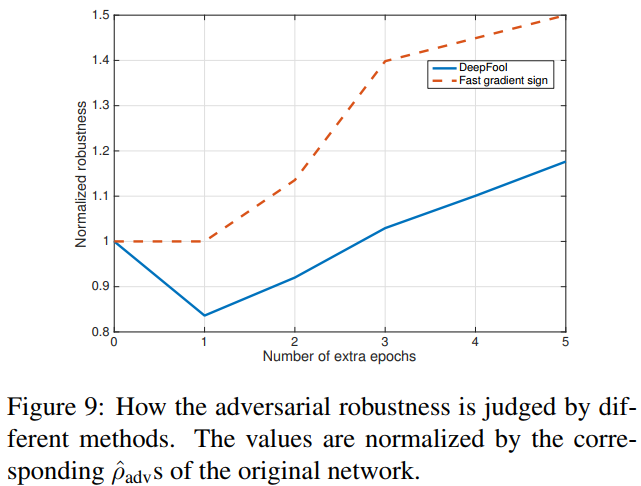 1.5
1.4
1.3
1.2
1.1
1
0.9
0.8
Normalized robustness
DeepFool
Fast gradient sign
0 1 2 3 4 5
Number of extra epochs
Figure 9: How the adversarial robustness is judged by dif-
ferent methods. The values are normalized by the corre-
sponding ρ̂advs of the original network.